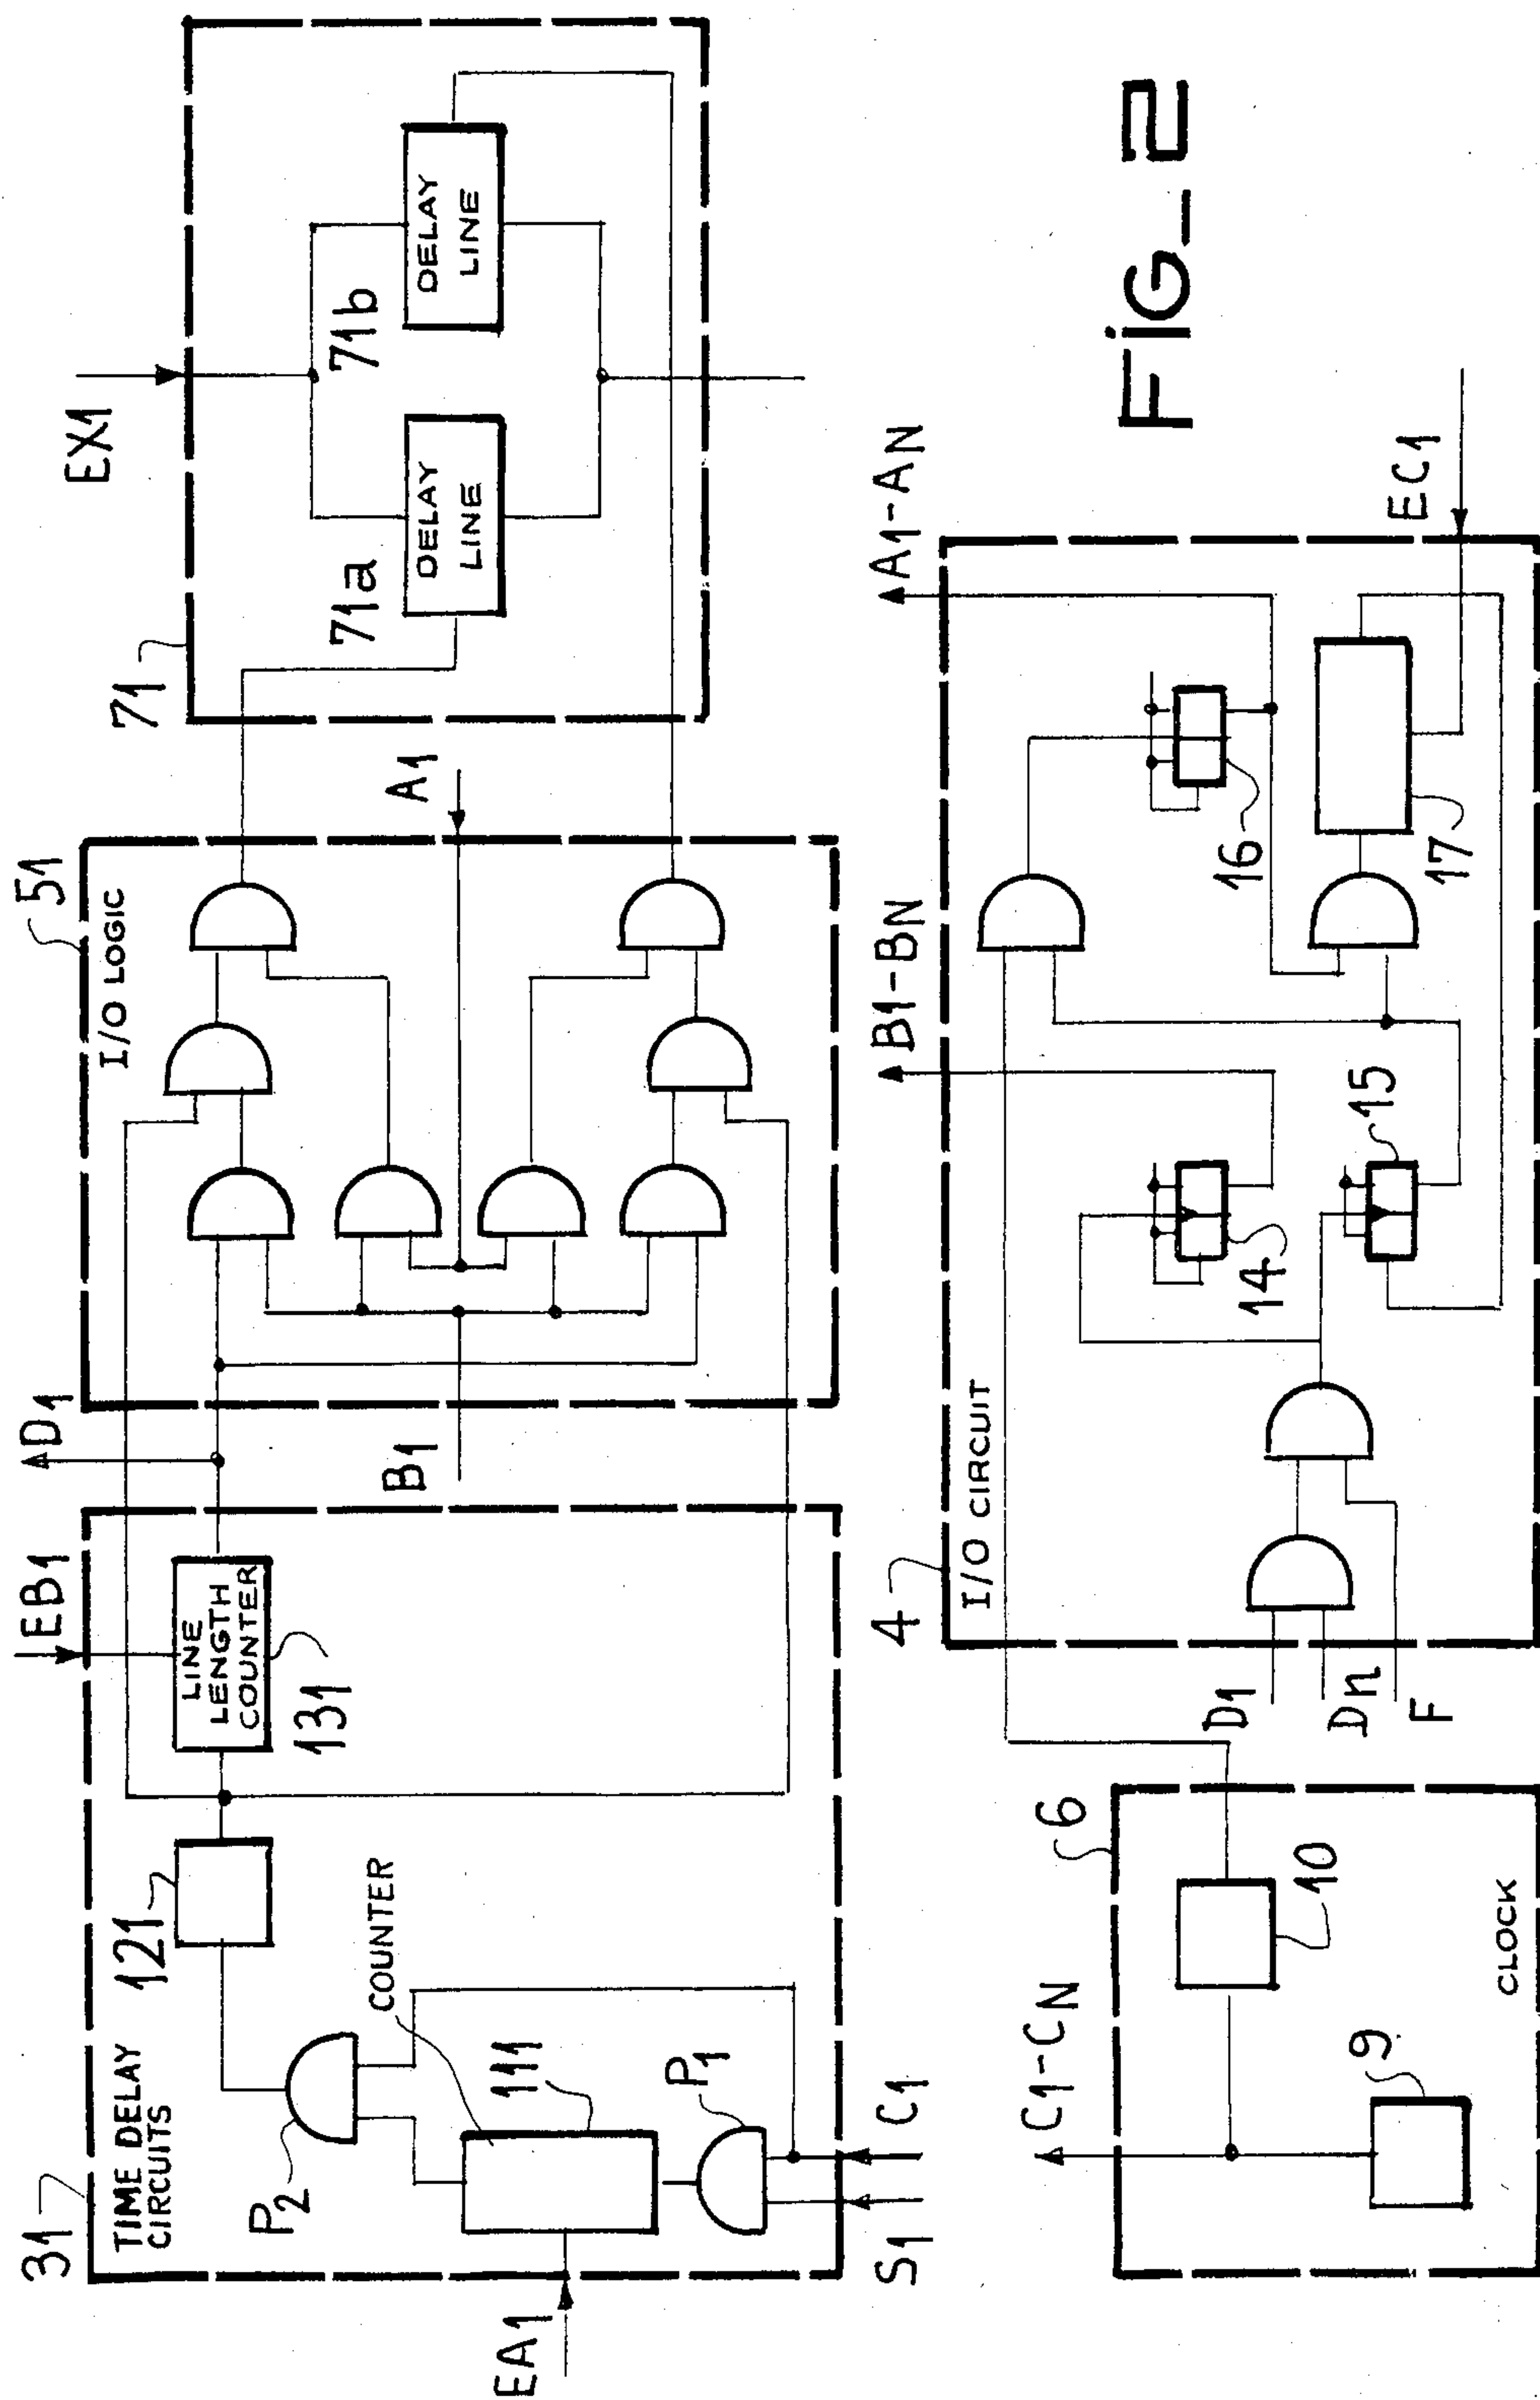 31
TIME DELAY
CIRCUITS
EA1
S1
C1
P1
P2
111
COUNTER
121
131
LINE
LENGTH
COUNTER
EB1
D1
B1
51
I/O LOGIC
A1
71
71a
DELAY
LINE
71b
DELAY
LINE
EX1
6
C1-CN
9
10
CLOCK
4
I/O CIRCUIT
D1
Dn
F
14
15
B1-BN
16
17
A1-AN
EC1
FiG_2